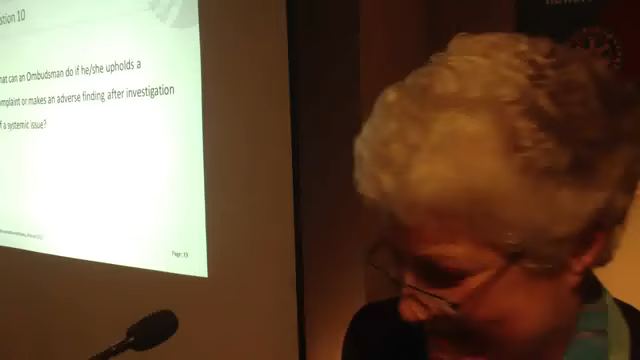 stion 10
hat can an Ombudsman do if he/she upholds a
omplaint or makes an adverse finding after investigation
f a systemic issue?
Page: